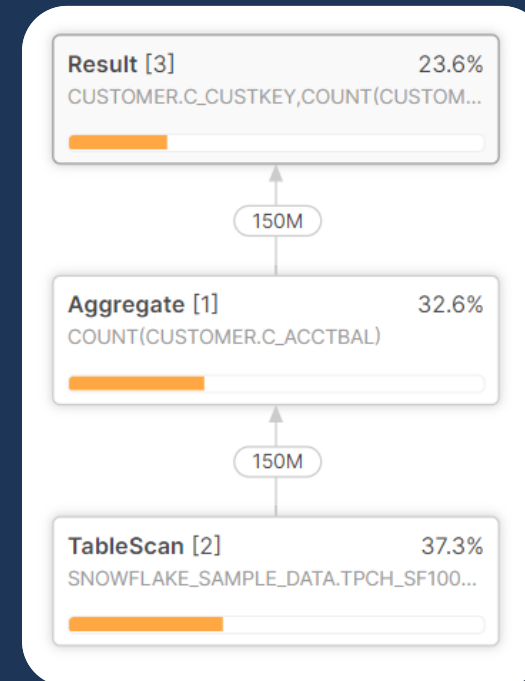 Result [3] 23.6%
CUSTOMER.C_CUSTKEY,COUNT(CUSTOM...
150M
Aggregate [1] 32.6%
COUNT(CUSTOMER.C_ACCTBAL)
150M
TableScan [2] 37.3%
SNOWFLAKE_SAMPLE_DATA.TPCH_SF100...